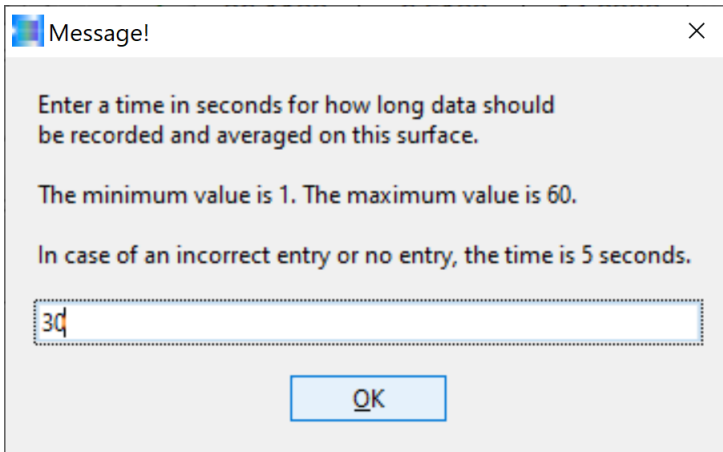 Message!
Enter a time in seconds for how long data should
be recorded and averaged on this surface.
The minimum value is 1. The maximum value is 60.
In case of an incorrect entry or no entry, the time is 5 seconds.
30
OK